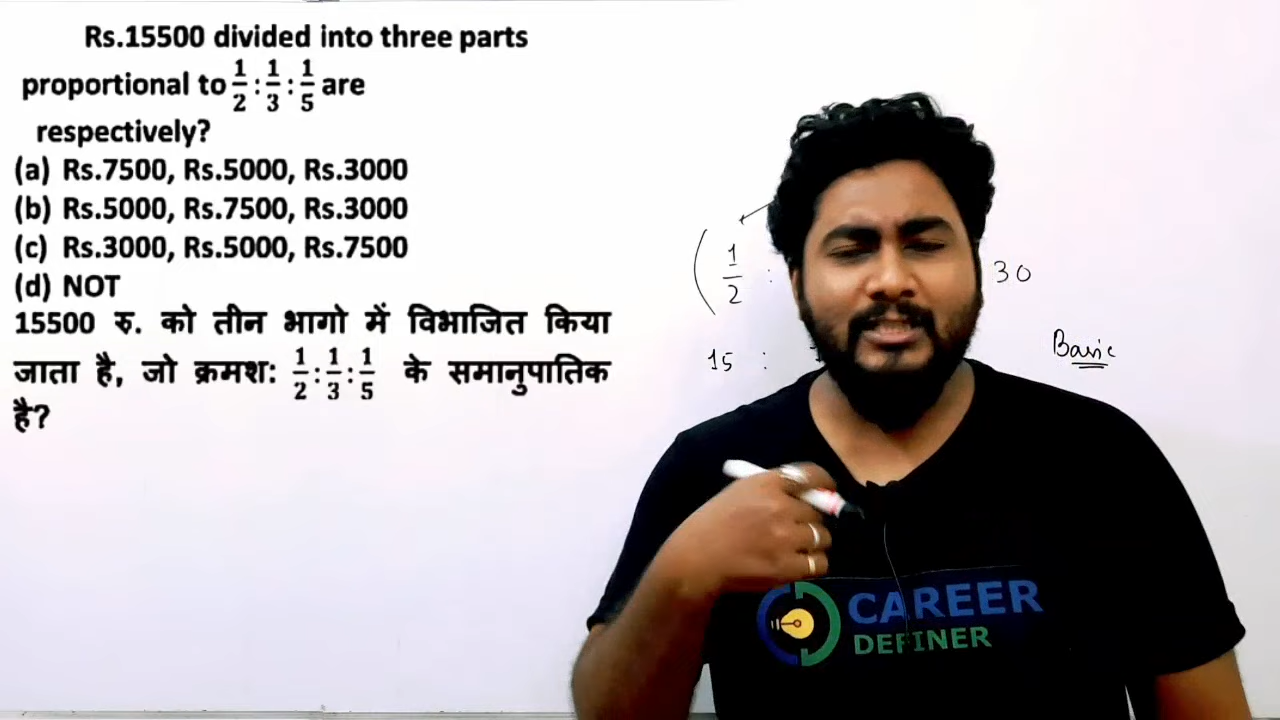 Rs.15500 divided into three parts
proportional to 1/2 : 1/3 : 1/5 are
respectively?
(a) Rs.7500, Rs.5000, Rs.3000
(b) Rs.5000, Rs.7500, Rs.3000
(c) Rs.3000, Rs.5000, Rs.7500
(d) NOT
15500 रु. को तीन भागो में विभाजित किया
जाता है, जो क्रमश: 1/2 : 1/3 : 1/5 के समानुपातिक
है?
( 1/2 : 30
15 :
Basic
CAREER
DEFINER